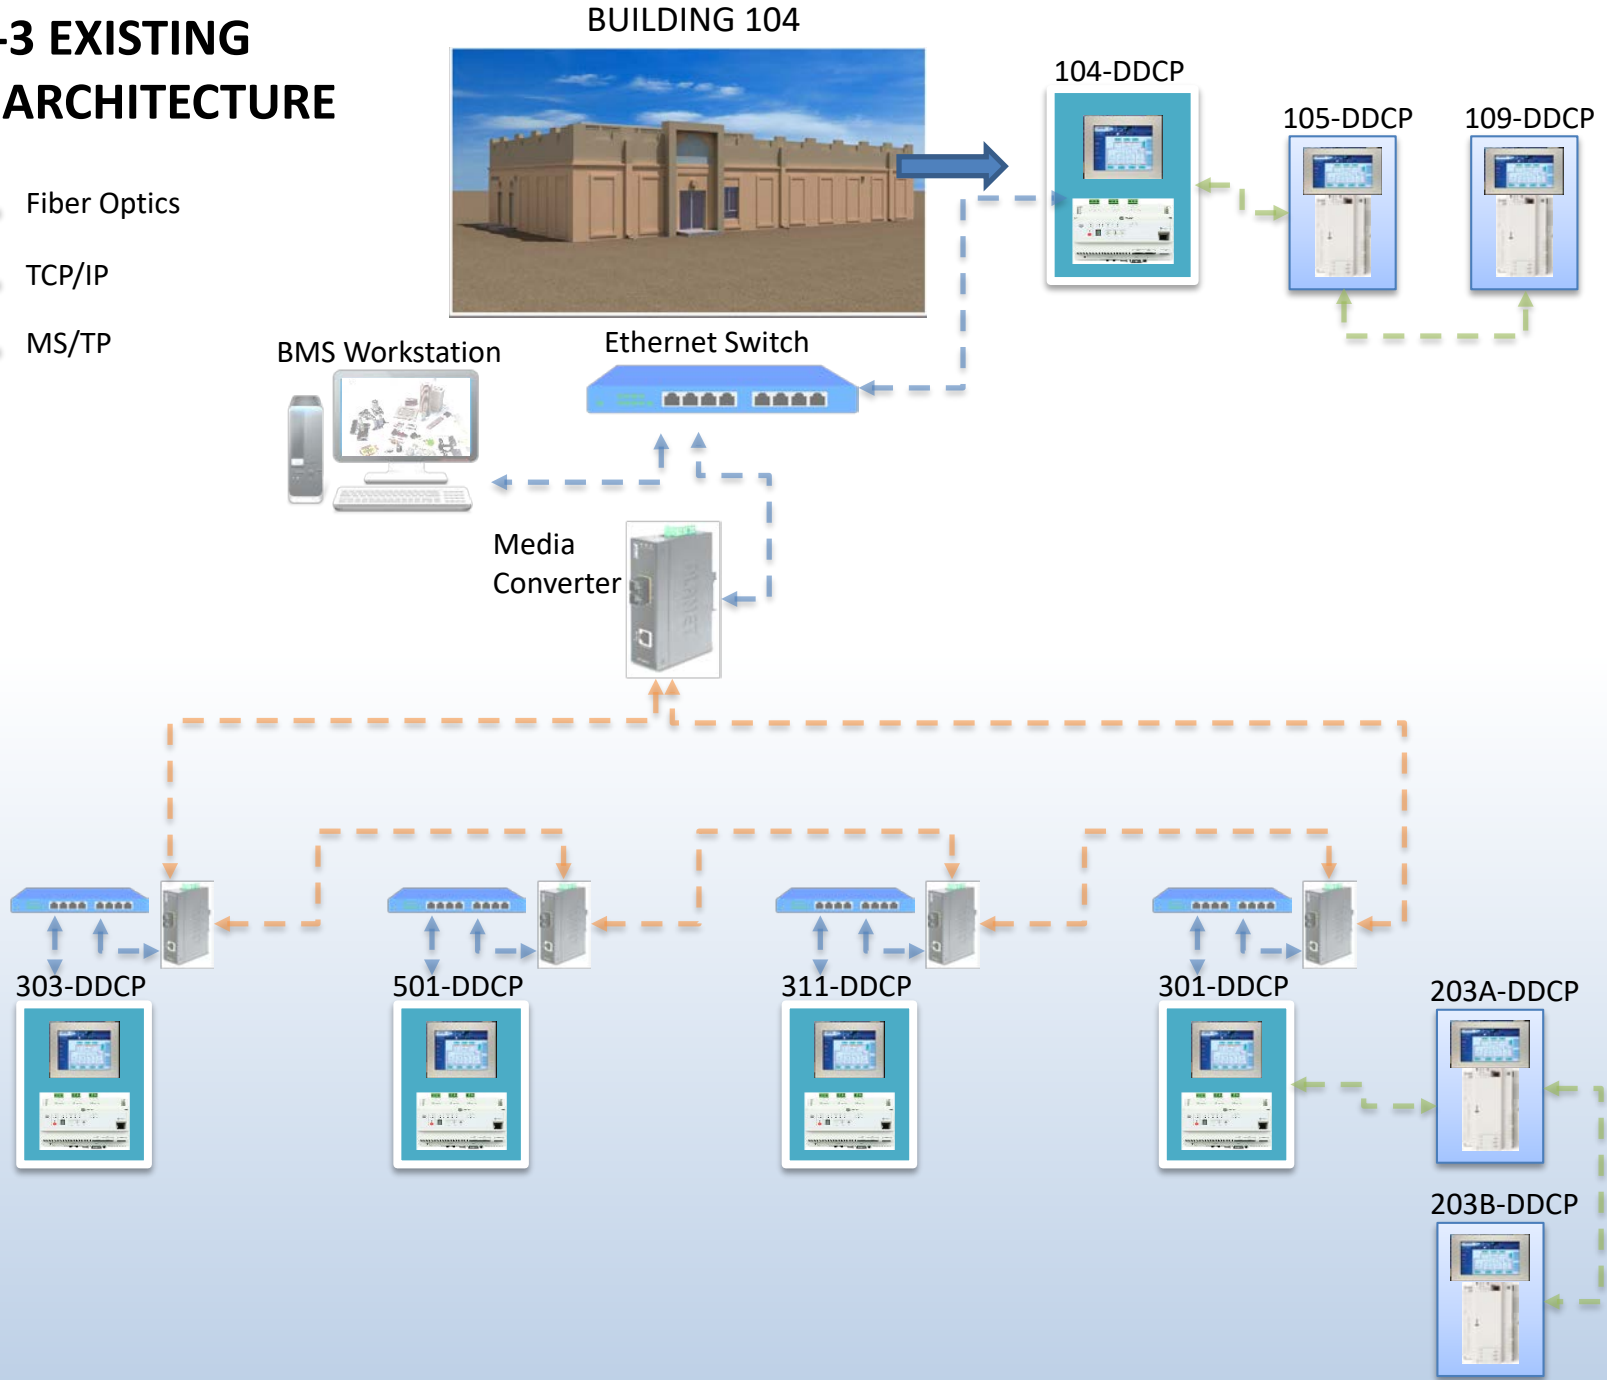 -3 EXISTING
ARCHITECTURE
BUILDING 104
104-DDCP
105-DDCP
109-DDCP
Fiber Optics
TCP/IP
MS/TP
BMS Workstation
Ethernet Switch
Media
Converter
PLANET
303-DDCP
501-DDCP
311-DDCP
301-DDCP
203A-DDCP
203B-DDCP